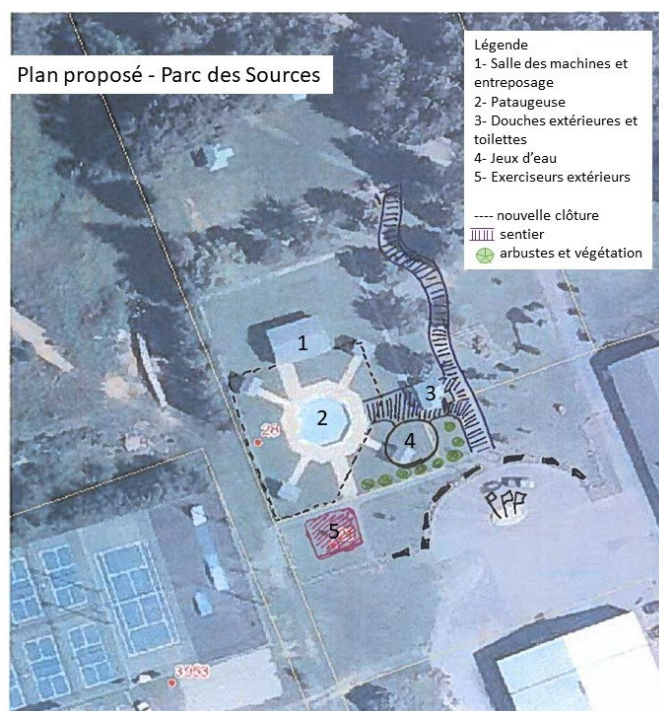 Plan proposé - Parc des Sources
Légende
1- Salle des machines et
entreposage
2- Pataugeuse
3- Douches extérieures et
toilettes
4- Jeux d'eau
5- Exerciseurs extérieurs
---- nouvelle clôture
sentier
arbustes et végétation
1
2
3
4
28
5
3953